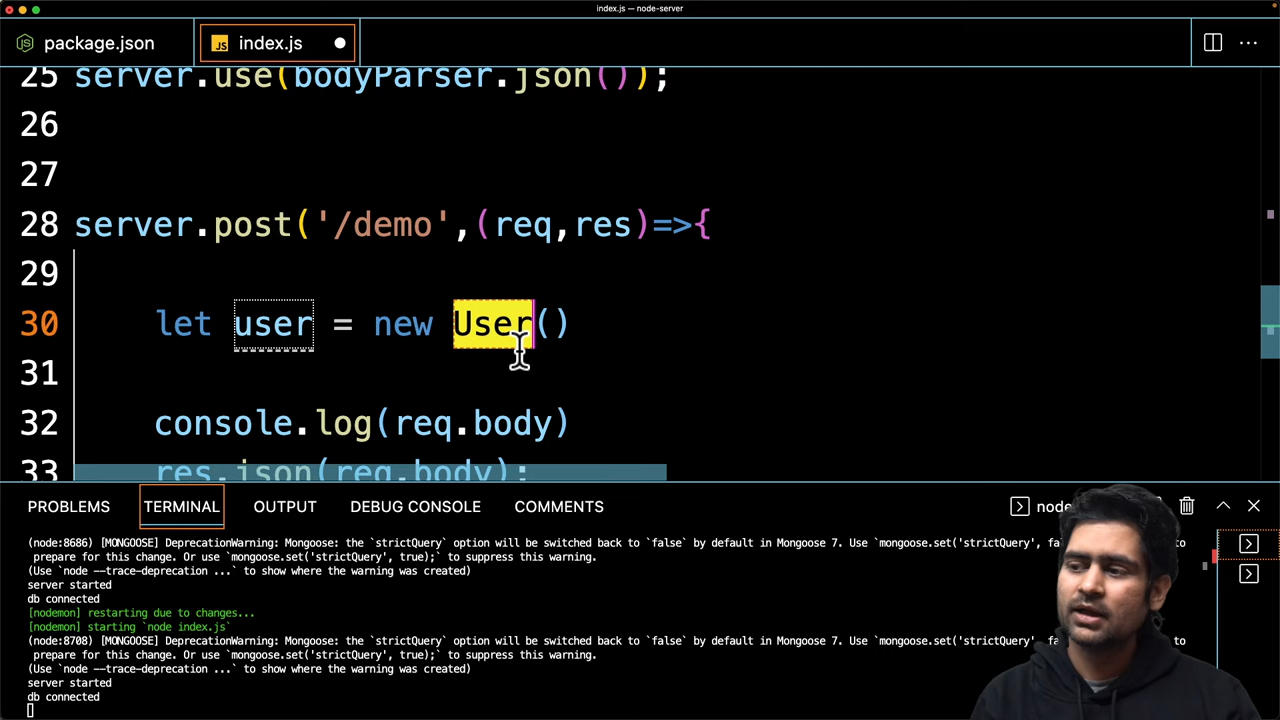 index.js — node-server
package.json
JS index.js
25 server.use(bodyParser.json());
26
27
28 server.post('/demo',(req,res)=>{
29
30 let user = new User()
31
32 console.log(req.body)
33 res.json(req.body);
PROBLEMS TERMINAL OUTPUT DEBUG CONSOLE COMMENTS
(node:8686) [MONGOOSE] DeprecationWarning: Mongoose: the `strictQuery` option will be switched back to `false` by default in Mongoose 7. Use `mongoose.set('strictQuery', to
prepare for this change. Or use `mongoose.set('strictQuery', true);` to suppress this warning.
(Use `node --trace-deprecation ...` to show where the warning was created)
server started
db connected
[nodemon] restarting due to changes...
[nodemon] starting `node index.js`
(node:8708) [MONGOOSE] DeprecationWarning: Mongoose: the `strictQuery` option will be switched back to `false` by default in Mongoose 7. Use `mongoose.set('strictQuery', to
prepare for this change. Or use `mongoose.set('strictQuery', true);` to suppress this warning.
(Use `node --trace-deprecation ...` to show where the warning was created)
server started
db connected